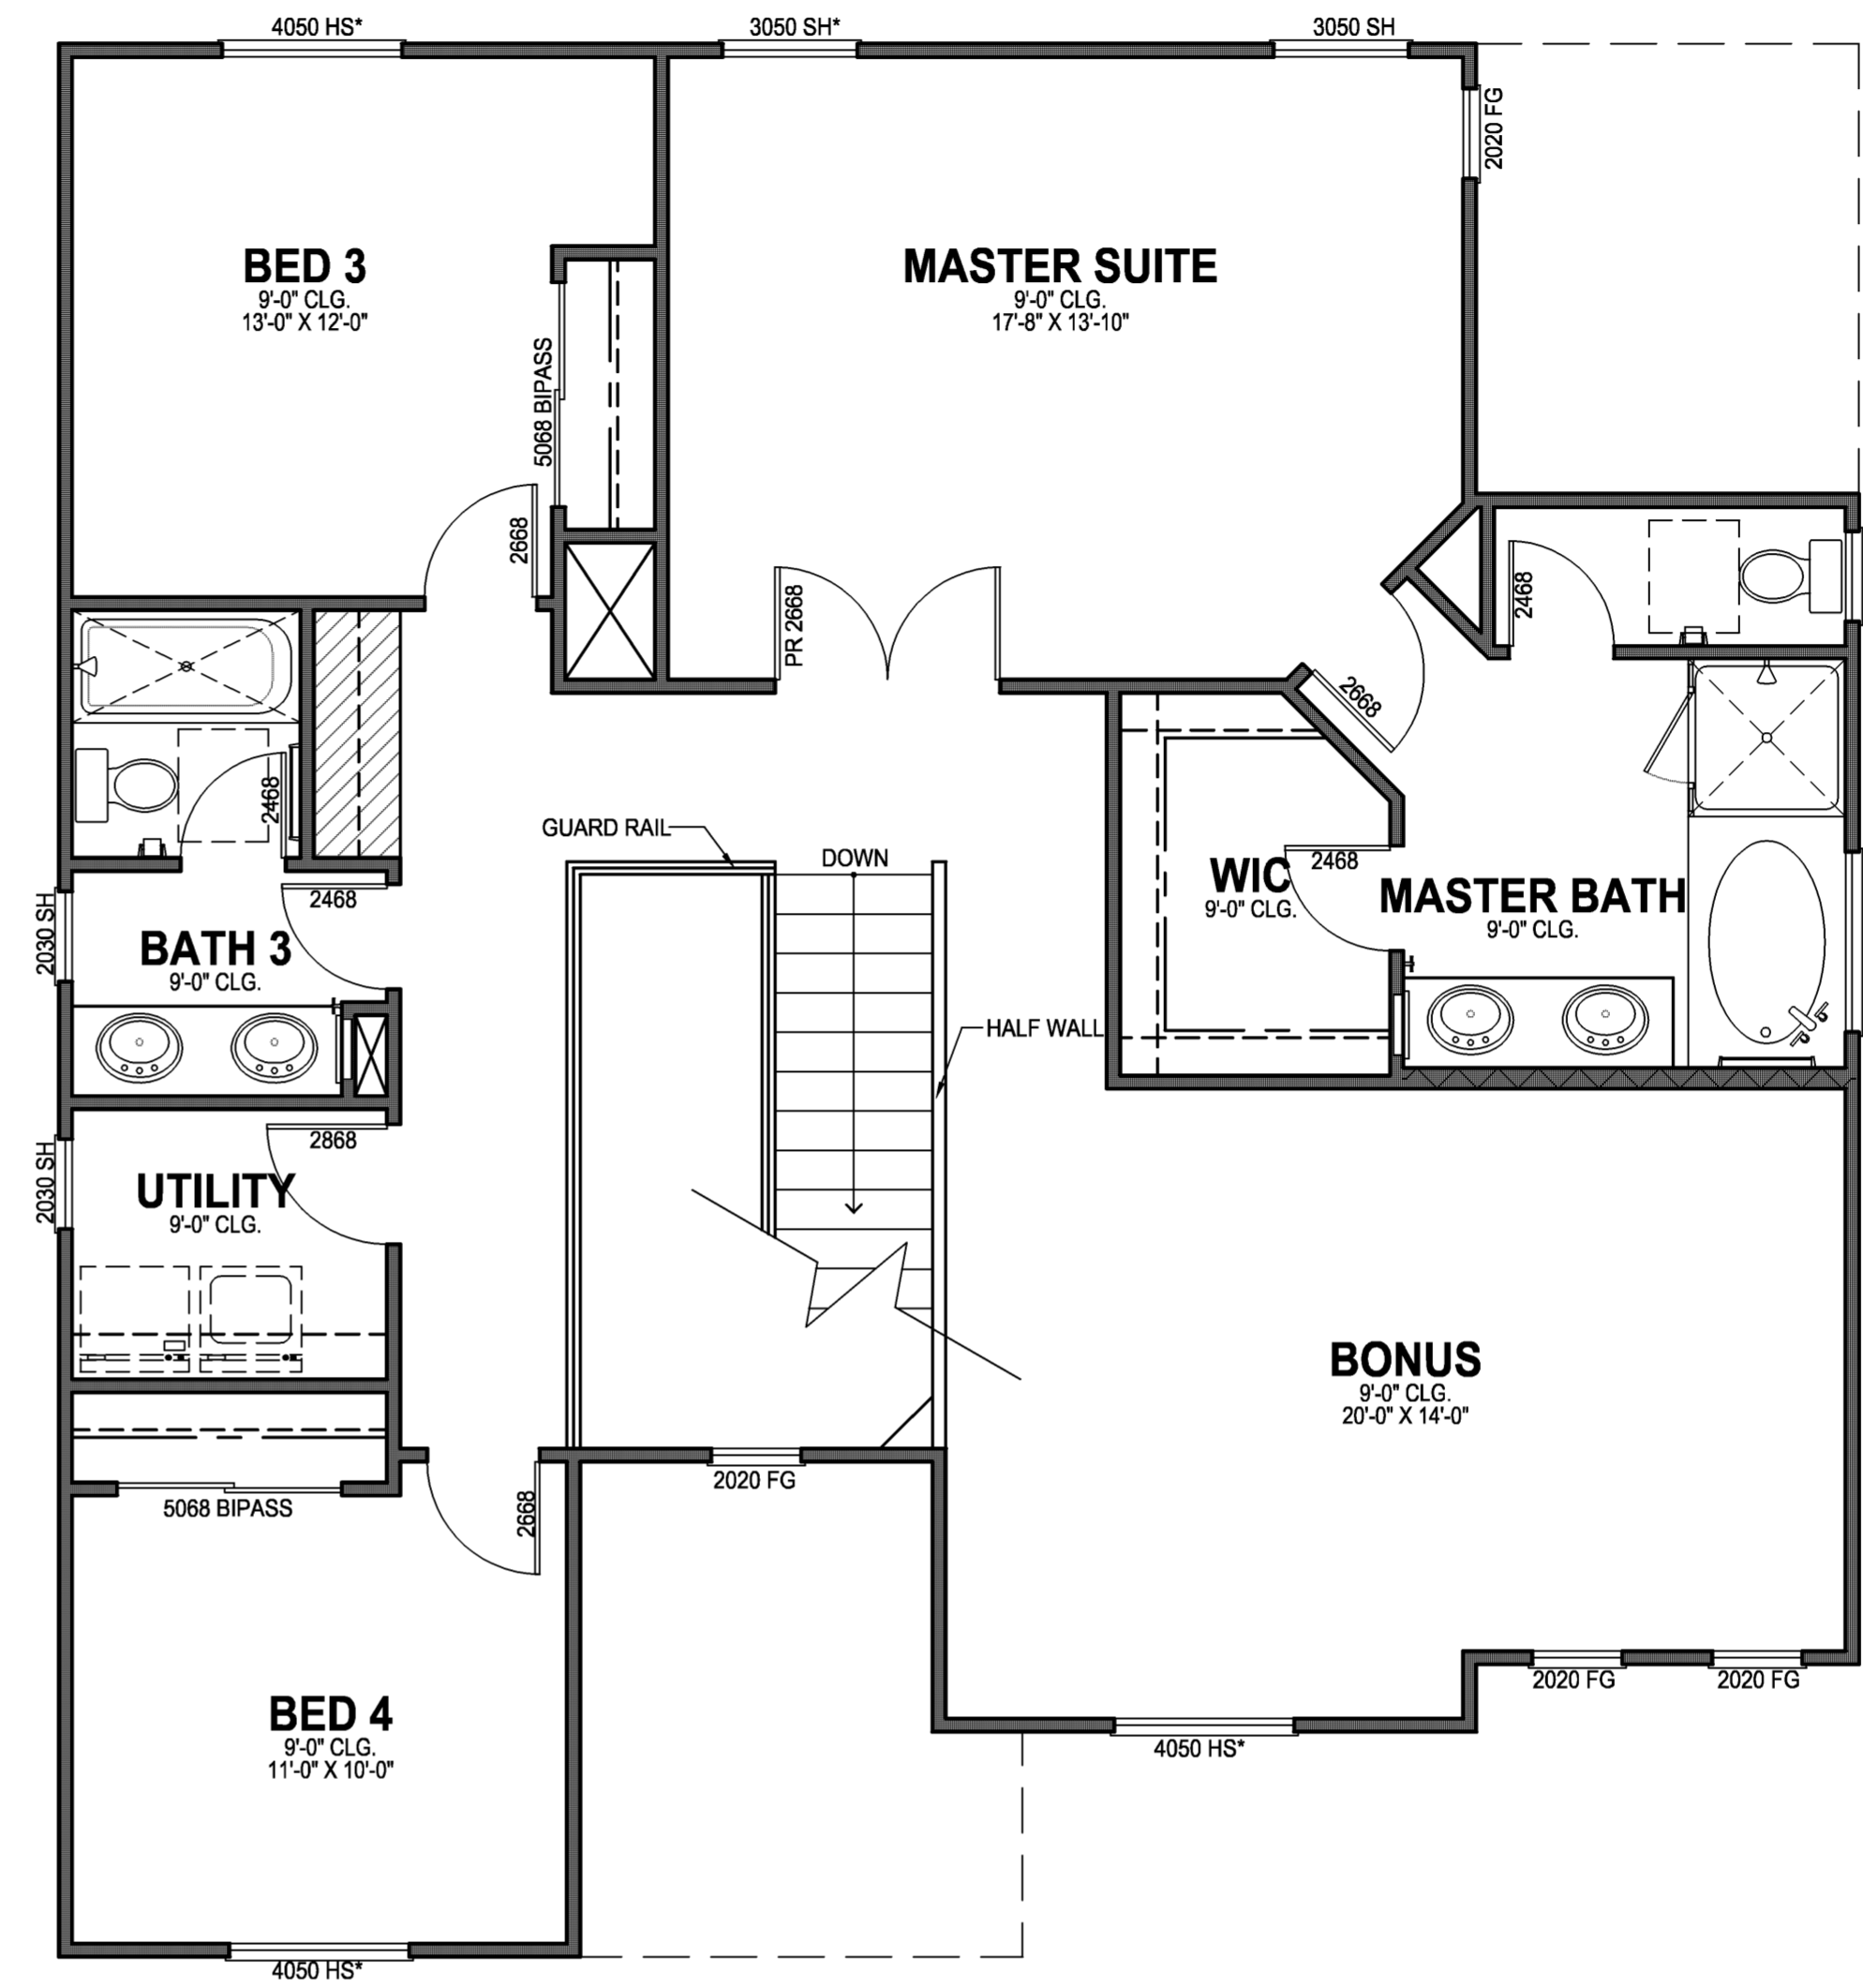 4050 HS*
3050 SH*
3050 SH
2020 FG
BED 3
9'-0" CLG.
13'-0" X 12'-0"
MASTER SUITE
9'-0" CLG.
17'-8" X 13'-10"
5068 BIPASS
2668
PR 2668
2468
2668
2468
GUARD RAIL
DOWN
2468
WIC
9'-0" CLG.
2468
MASTER BATH
9'-0" CLG.
2030 SH
BATH 3
9'-0" CLG.
HALF WALL
2868
2030 SH
UTILITY
9'-0" CLG.
BONUS
9'-0" CLG.
20'-0" X 14'-0"
5068 BIPASS
2668
2020 FG
2020 FG
2020 FG
BED 4
9'-0" CLG.
11'-0" X 10'-0"
4050 HS*
4050 HS*